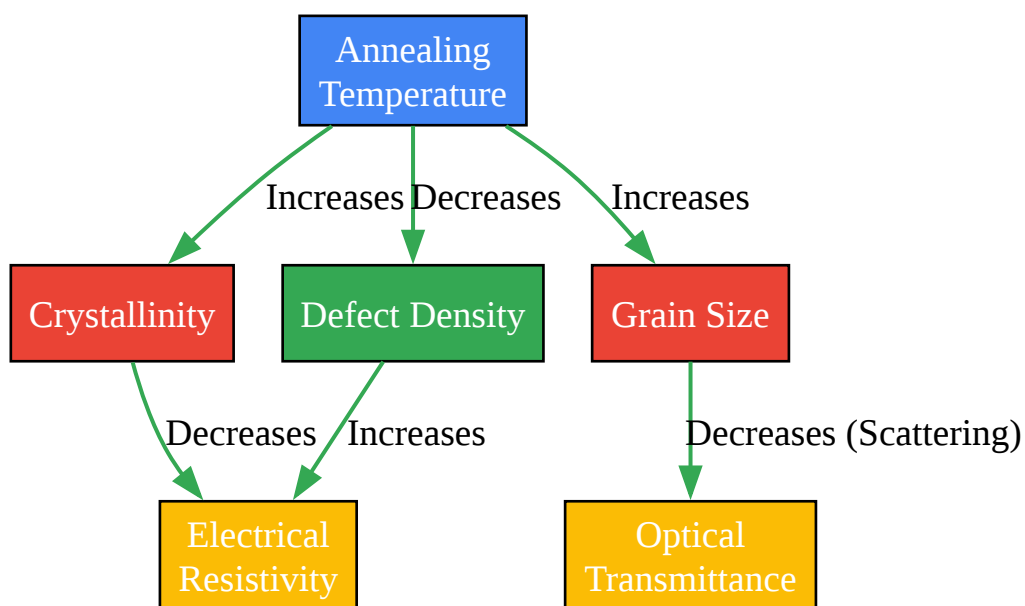 Annealing
Temperature
Increases
Decreases
Increases
Crystallinity
Defect Density
Grain Size
Decreases
Increases
Decreases (Scattering)
Electrical
Resistivity
Optical
Transmittance